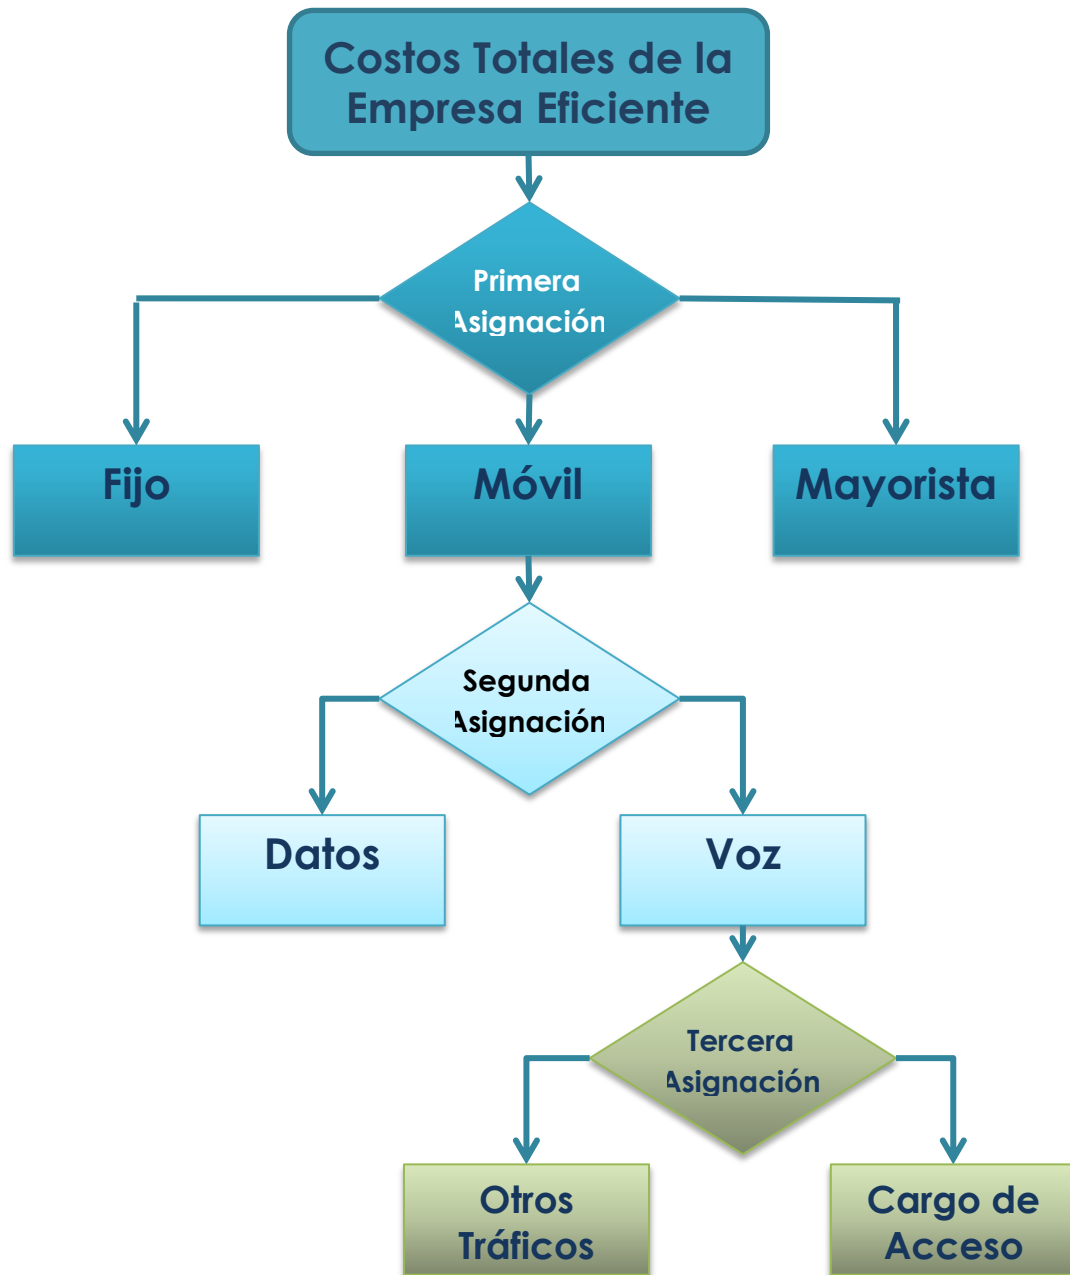 Costos Totales de la
Empresa Eficiente
Primera
Asignación
Fijo
Móvil
Mayorista
Segunda
Asignación
Datos
Voz
Tercera
Asignación
Otros
Tráficos
Cargo de
Acceso